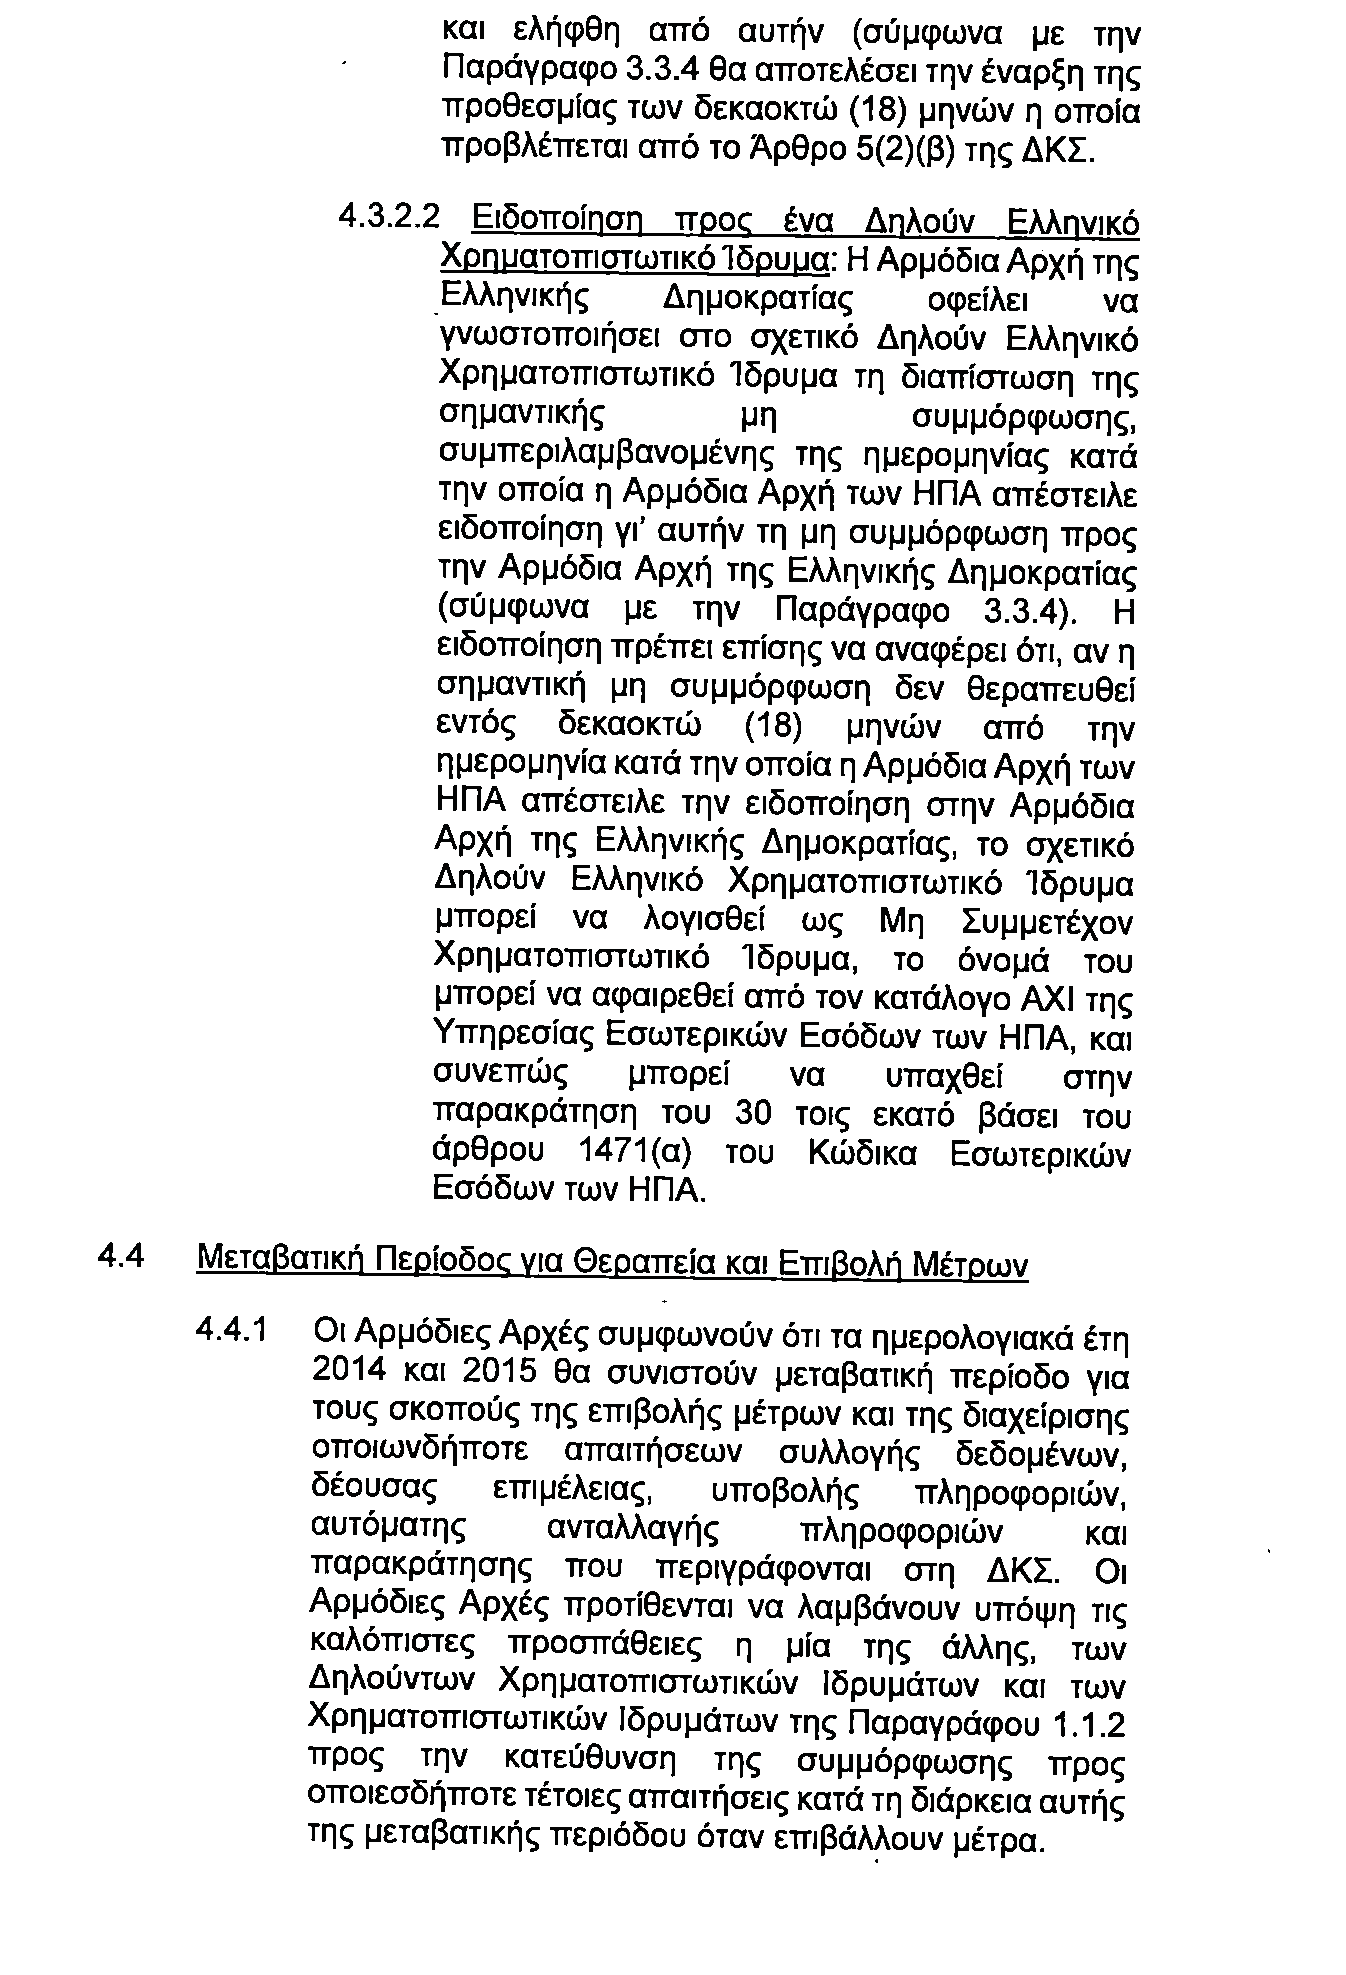 και ελήφθη από αυτήν (σύμφωνα με την
Παράγραφο 3.3.4 θα αποτελέσει την έναρξη της
προθεσμίας των δεκαοκτώ (18) μηνών η οποία
προβλέπεται από το Άρθρο 5(2)(β) της ΔΚΣ.
4.3.2.2 Ειδοποίηση προς ένα Δηλούν Ελληνικό
Χρηματοπιστωτικό Ίδρυμα: Η Αρμόδια Αρχή της
Ελληνικής Δημοκρατίας οφείλει να
γνωστοποιήσει στο σχετικό Δηλούν Ελληνικό
Χρηματοπιστωτικό Ίδρυμα τη διαπίστωση της
σημαντικής μη συμμόρφωσης,
συμπεριλαμβανομένης της ημερομηνίας κατά
την οποία η Αρμόδια Αρχή των ΗΠΑ απέστειλε
ειδοποίηση γι' αυτήν τη μη συμμόρφωση προς
την Αρμόδια Αρχή της Ελληνικής Δημοκρατίας
(σύμφωνα με την Παράγραφο 3.3.4). Η
ειδοποίηση πρέπει επίσης να αναφέρει ότι, αν η
σημαντική μη συμμόρφωση δεν θεραπευθεί
εντός δεκαοκτώ (18) μηνών από την
ημερομηνία κατά την οποία η Αρμόδια Αρχή των
ΗΠΑ απέστειλε την ειδοποίηση στην Αρμόδια
Αρχή της Ελληνικής Δημοκρατίας, το σχετικό
Δηλούν Ελληνικό Χρηματοπιστωτικό Ίδρυμα
μπορεί να λογισθεί ως Μη Συμμετέχον
Χρηματοπιστωτικό Ίδρυμα, το όνομά του
μπορεί να αφαιρεθεί από τον κατάλογο ΑΧΙ της
Υπηρεσίας Εσωτερικών Εσόδων των ΗΠΑ, και
συνεπώς μπορεί να υπαχθεί στην
παρακράτηση του 30 τοις εκατό βάσει του
άρθρου 1471(α) του Κώδικα Εσωτερικών
Εσόδων των ΗΠΑ.
4.4 Μεταβατική Περίοδος για Θεραπεία και Επιβολή Μέτρων
4.4.1 Οι Αρμόδιες Αρχές συμφωνούν ότι τα ημερολογιακά έτη
2014 και 2015 θα συνιστούν μεταβατική περίοδο για
τους σκοπούς της επιβολής μέτρων και της διαχείρισης
οποιωνδήποτε απαιτήσεων συλλογής δεδομένων,
δέουσας επιμέλειας, υποβολής πληροφοριών,
αυτόματης ανταλλαγής πληροφοριών και
παρακράτησης που περιγράφονται στη ΔΚΣ. Οι
Αρμόδιες Αρχές προτίθενται να λαμβάνουν υπόψη τις
καλόπιστες προσπάθειες η μία της άλλης, των
Δηλούντων Χρηματοπιστωτικών Ιδρυμάτων και των
Χρηματοπιστωτικών Ιδρυμάτων της Παραγράφου 1.1.2
προς την κατεύθυνση της συμμόρφωσης προς
οποιεσδήποτε τέτοιες απαιτήσεις κατά τη διάρκεια αυτής
της μεταβατικής περιόδου όταν επιβάλλουν μέτρα.